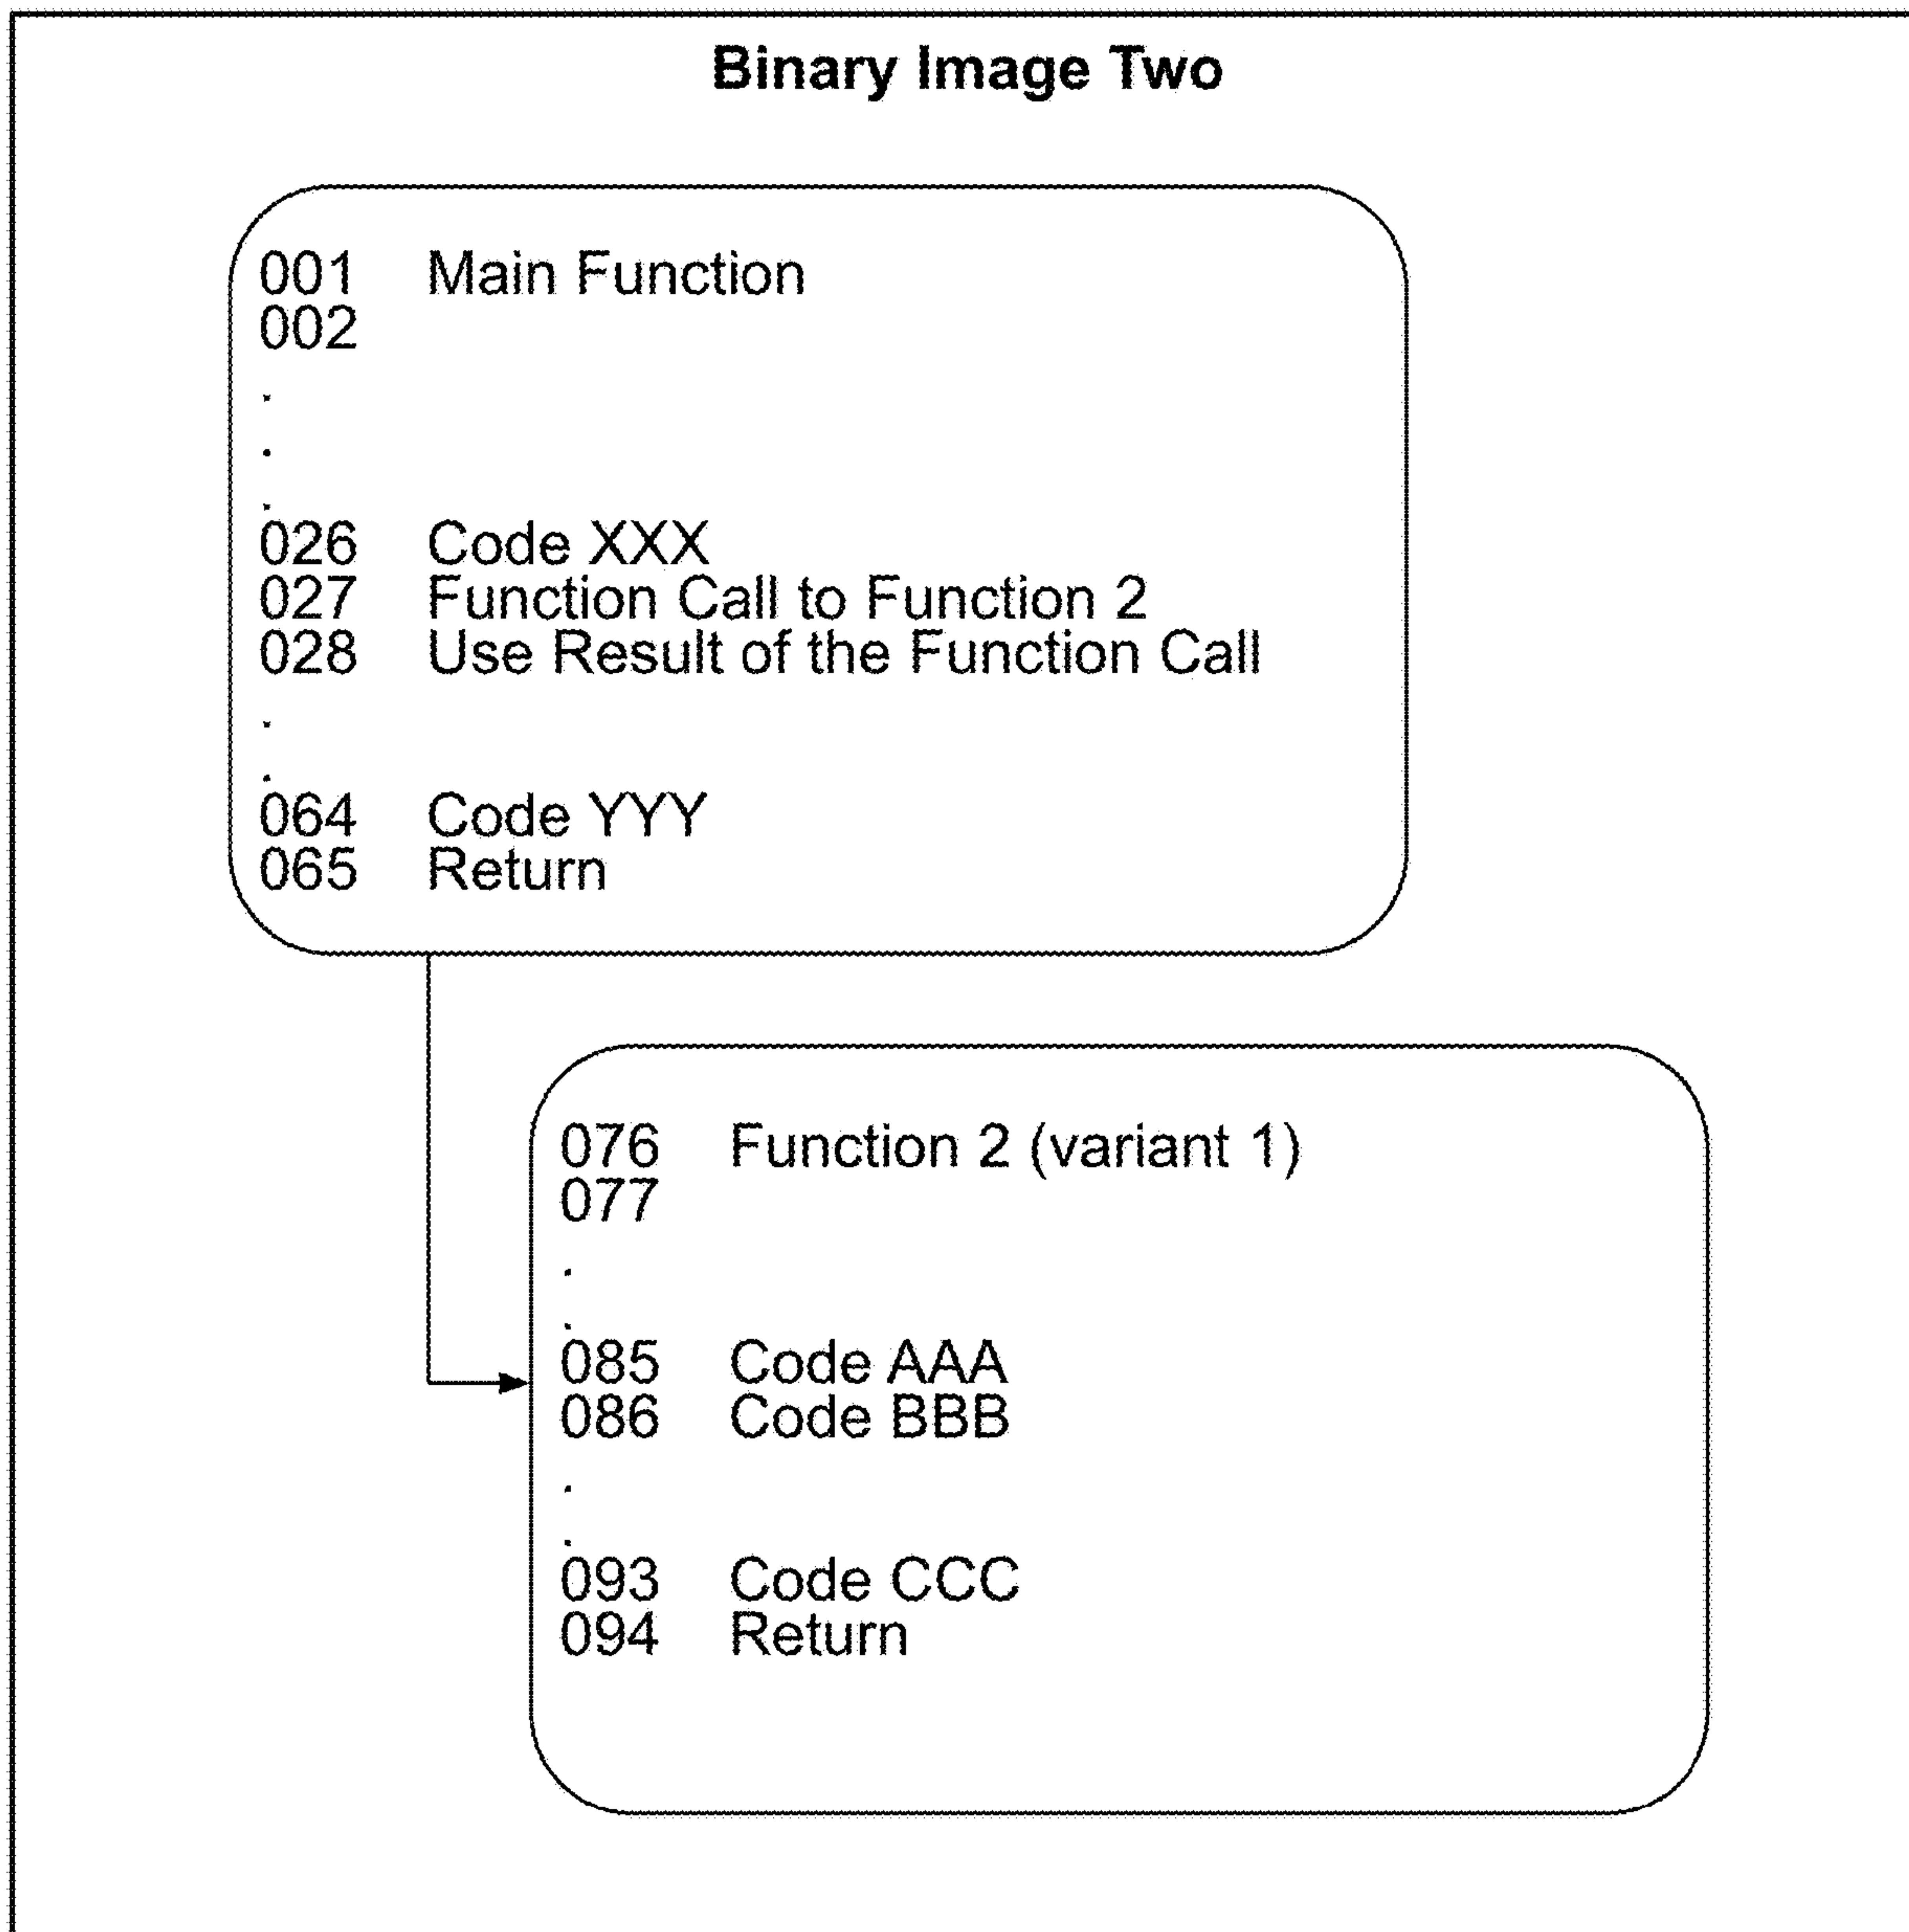 Binary Image Two
001 Main Function
002
.
.
.
026 Code XXX
027 Function Call to Function 2
028 Use Result of the Function Call
.
.
064 Code YYY
065 Return
076 Function 2 (variant 1)
077
.
.
085 Code AAA
086 Code BBB
.
.
093 Code CCC
094 Return